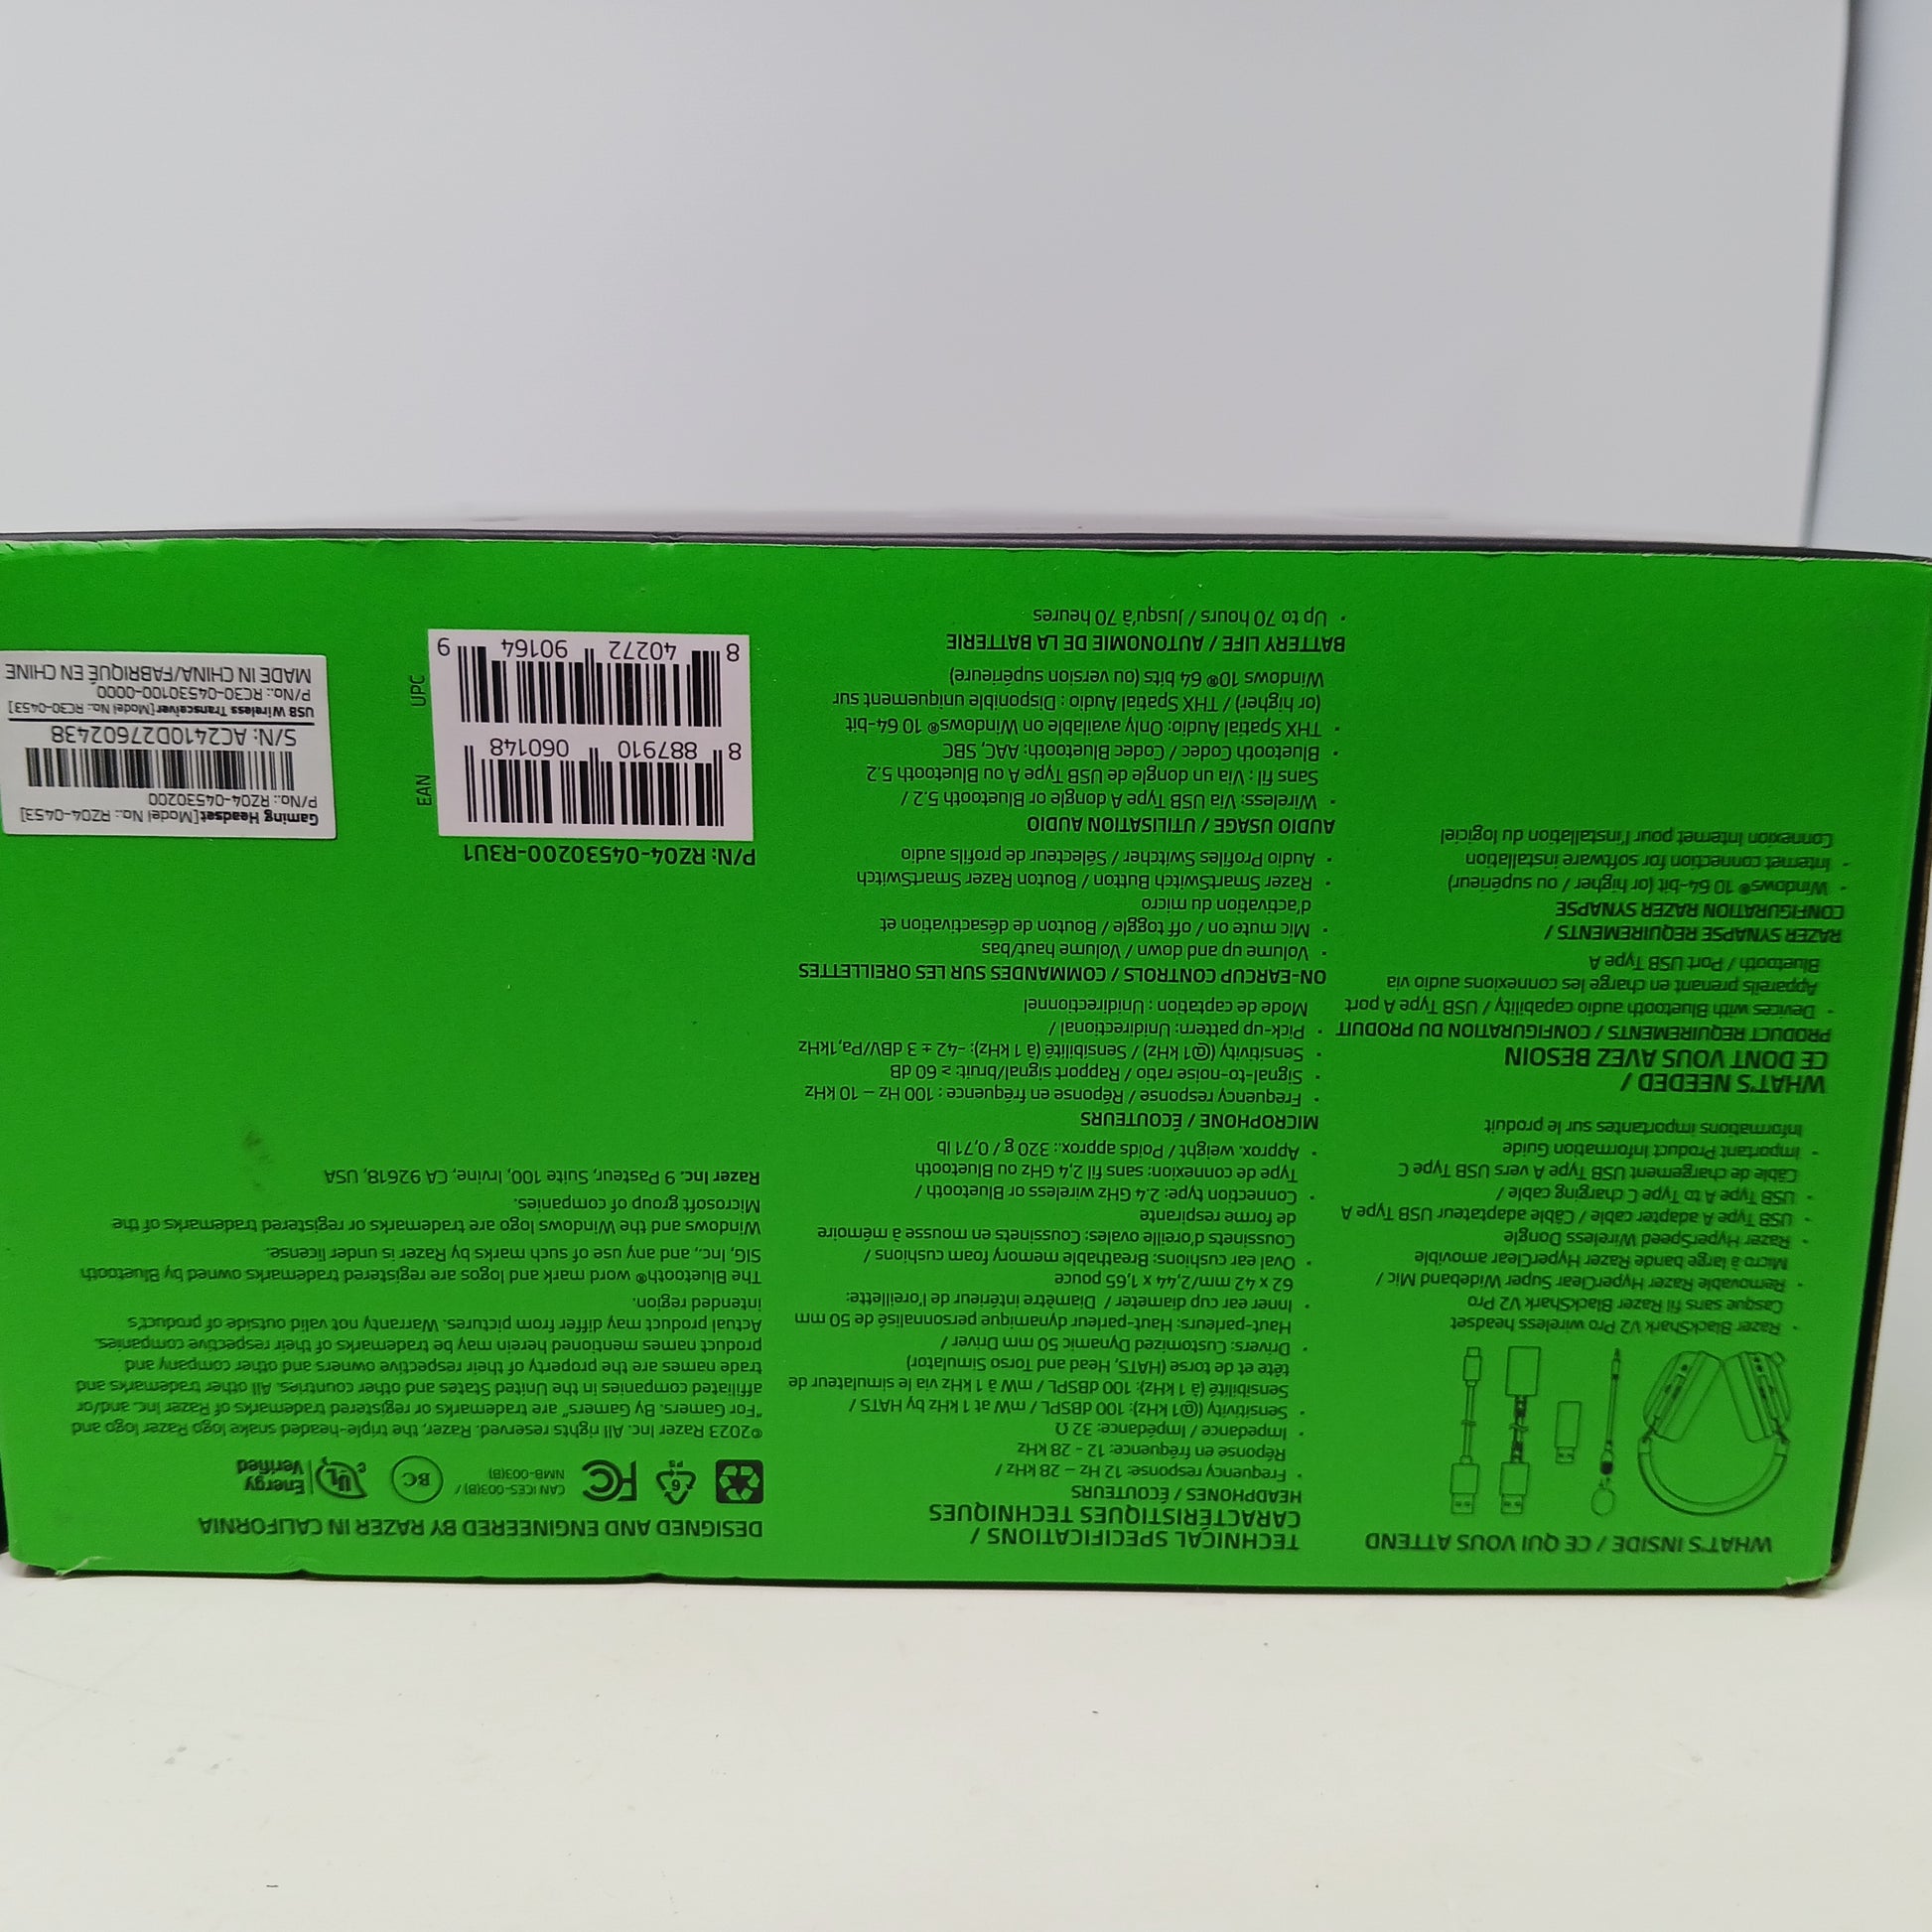 WHAT'S INSIDE / CE QUI VOUS ATTEND
• Razer BlackShark V2 Pro wireless headset
Casque sans fil Razer BlackShark V2 Pro
• Removable Razer HyperClear Super Wideband Mic /
Micro à large bande Razer HyperClear amovible
• Razer HyperSpeed Wireless Dongle
• USB Type A adapter cable / Câble adaptateur USB Type A
• USB Type A to Type C charging cable /
Câble de chargement USB Type A vers USB Type C
• Important Product Information Guide
Informations importantes sur le produit
WHAT'S NEEDED /
CE DONT VOUS AVEZ BESOIN
PRODUCT REQUIREMENTS / CONFIGURATION DU PRODUIT
• Devices with Bluetooth audio capability / USB Type A port
Appareils prenant en charge les connexions audio via
Bluetooth / Port USB Type A
RAZER SYNAPSE REQUIREMENTS /
CONFIGURATION RAZER SYNAPSE
• Windows® 10 64-bit (or higher / ou supérieur)
• Internet connection for software installation
Connexion Internet pour l'installation du logiciel
TECHNICAL SPECIFICATIONS /
CARACTÉRISTIQUES TECHNIQUES
HEADPHONES / ÉCOUTEURS
• Frequency response: 12 Hz – 28 kHz /
Réponse en fréquence: 12 - 28 kHz
• Impedance / Impédance: 32 Ω
• Sensitivity (@1 kHz): 100 dBSPL / mW at 1 kHz by HATS /
Sensibilité (à 1 kHz): 100 dBSPL / mW à 1 kHz via le simulateur de
tête et de torse (HATS, Head and Torso Simulator)
• Drivers: Customized Dynamic 50 mm Driver /
Haut-parleurs: Haut-parleur dynamique personnalisé de 50 mm
• Inner ear cup diameter / Diamètre intérieur de l'oreillette:
62 x 42 mm/2,44 x 1,65 pouce
• Oval ear cushions: Breathable memory foam cushions /
Coussinets d'oreille ovales: Coussinets en mousse à mémoire
de forme respirante
• Connection type: 2.4 GHz wireless or Bluetooth /
Type de connexion: sans fil 2,4 GHz ou Bluetooth
• Approx. weight / Poids approx.: 320 g / 0,71 lb
MICROPHONE / ÉCOUTEURS
• Frequency response / Réponse en fréquence : 100 Hz – 10 kHz
• Signal-to-noise ratio / Rapport signal/bruit: ≥ 60 dB
• Sensitivity (@1 kHz) / Sensibilité (à 1 kHz): -42 ± 3 dBV/Pa,1kHz
• Pick-up pattern: Unidirectional /
Mode de captation : Unidirectionnel
ON-EARCUP CONTROLS / COMMANDES SUR LES OREILLETTES
• Volume up and down / Volume haut/bas
• Mic mute on / off toggle / Bouton de désactivation et
d'activation du micro
• Razer SmartSwitch Button / Bouton Razer SmartSwitch
• Audio Profiles Switcher / Sélecteur de profils audio
AUDIO USAGE / UTILISATION AUDIO
• Wireless: Via USB Type A dongle or Bluetooth 5.2 /
Sans fil : Via un dongle de USB Type A ou Bluetooth 5.2
• Bluetooth Codec / Codec Bluetooth: AAC, SBC
• THX Spatial Audio: Only available on Windows® 10 64-bit
(or higher) / THX Spatial Audio : Disponible uniquement sur
Windows 10® 64 bits (ou version supérieure)
BATTERY LIFE / AUTONOMIE DE LA BATTERIE
• Up to 70 hours / Jusqu'à 70 heures
DESIGNED AND ENGINEERED BY RAZER IN CALIFORNIA
6
PS
FC
CAN ICES-003(B) /
NMB-003(B)
BC
c UL
Energy
Verified
©2023 Razer Inc. All rights reserved. Razer, the triple-headed snake logo Razer logo and
"For Gamers. By Gamers" are trademarks or registered trademarks of Razer Inc. and/or
affiliated companies in the United States and other countries. All other trademarks and
trade names are the property of their respective owners and other company and
product names mentioned herein may be trademarks of their respective companies.
Actual product may differ from pictures. Warranty not valid outside of product's
intended region.
The Bluetooth® word mark and logos are registered trademarks owned by Bluetooth
SIG, Inc., and any use of such marks by Razer is under license.
Windows and the Windows logo are trademarks or registered trademarks of the
Microsoft group of companies.
Razer Inc. 9 Pasteur, Suite 100, Irvine, CA 92618, USA
P/N: RZ04-04530200-R3U1
EAN
8 887910 060148
UPC
8 40272 90164 9
Gaming Headset[Model No.: RZ04-0453]
P/No.: RZ04-04530200
S/N: AC2410D27602438
USB Wireless Transceiver[Model No.: RC30-0453]
P/No.: RC30-04530100-0000
MADE IN CHINA/FABRIQUÉ EN CHINE